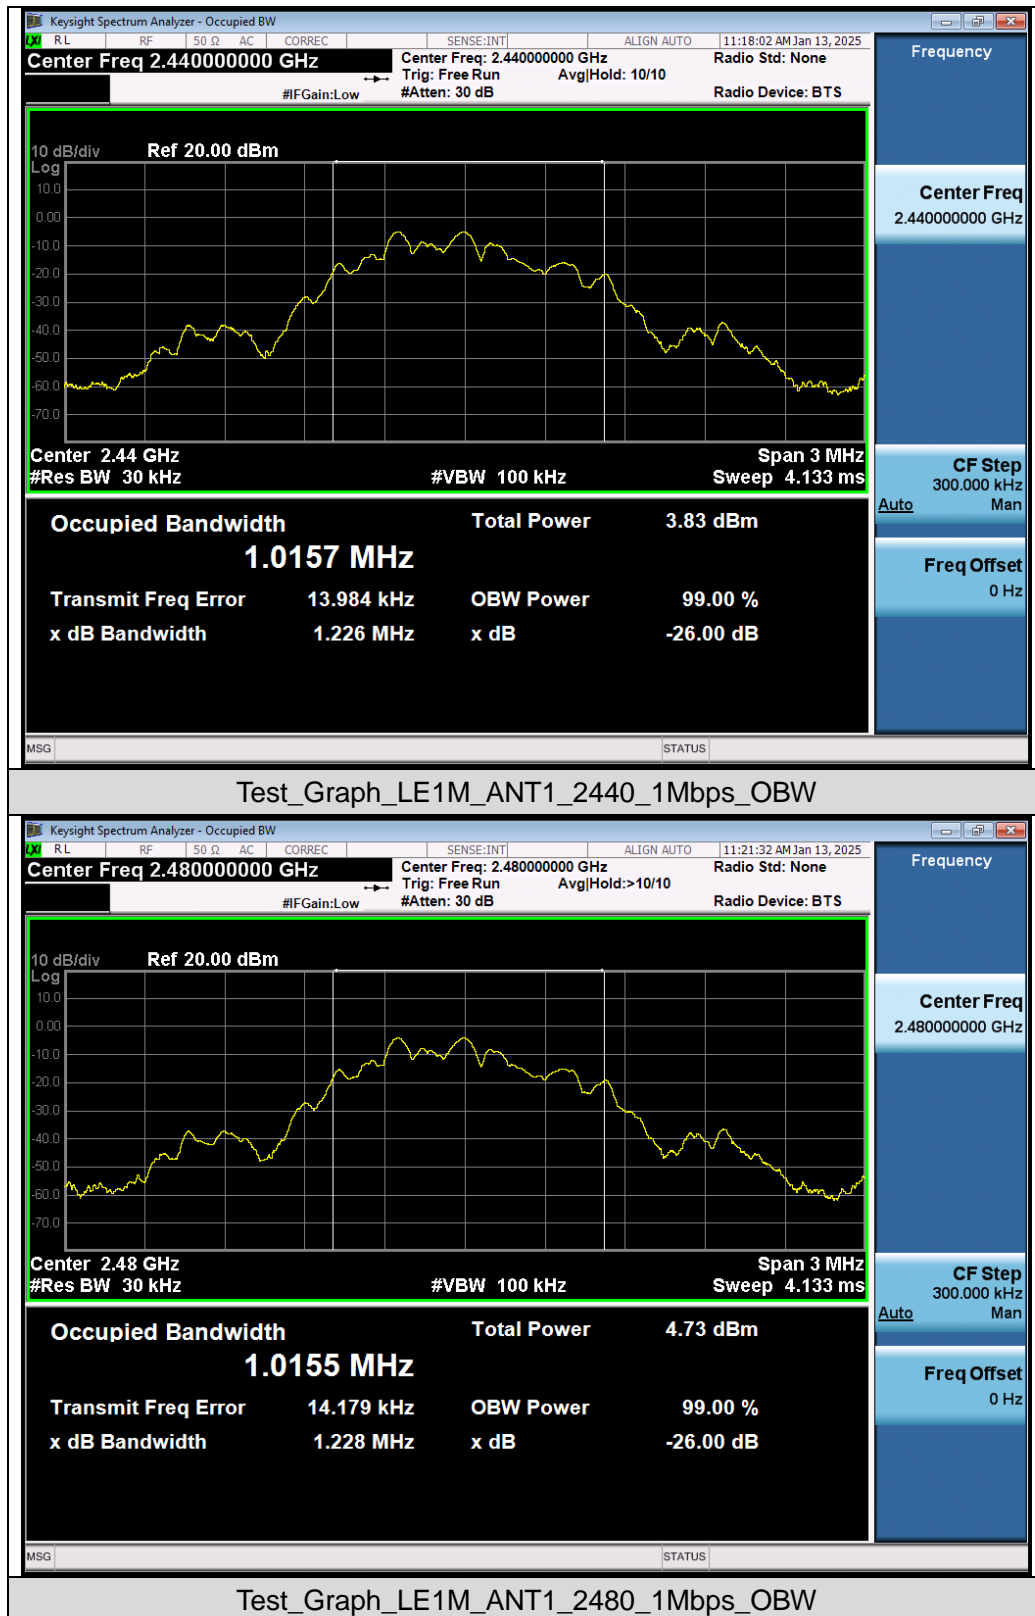 Keysight Spectrum Analyzer - Occupied BW
LXI RL RF 50 Ω AC CORREC SENSE:INT ALIGN AUTO 11:18:02 AM Jan 13, 2025
Center Freq 2.440000000 GHz
Center Freq: 2.440000000 GHz
Radio Std: None
Trig: Free Run Avg|Hold: 10/10
#IFGain:Low #Atten: 30 dB Radio Device: BTS
Frequency
10 dB/div Ref 20.00 dBm
Log
10.0
0.00
-10.0
-20.0
-30.0
-40.0
-50.0
-60.0
-70.0
Center 2.44 GHz Span 3 MHz
#Res BW 30 kHz #VBW 100 kHz Sweep 4.133 ms
Center Freq
2.440000000 GHz
CF Step
300.000 kHz
Auto Man
Freq Offset
0 Hz
Occupied Bandwidth Total Power 3.83 dBm
1.0157 MHz
Transmit Freq Error 13.984 kHz OBW Power 99.00 %
x dB Bandwidth 1.226 MHz x dB -26.00 dB
MSG STATUS
Test_Graph_LE1M_ANT1_2440_1Mbps_OBW
Keysight Spectrum Analyzer - Occupied BW
LXI RL RF 50 Ω AC CORREC SENSE:INT ALIGN AUTO 11:21:32 AM Jan 13, 2025
Center Freq 2.480000000 GHz
Center Freq: 2.480000000 GHz
Radio Std: None
Trig: Free Run Avg|Hold:>10/10
#IFGain:Low #Atten: 30 dB Radio Device: BTS
Frequency
10 dB/div Ref 20.00 dBm
Log
10.0
0.00
-10.0
-20.0
-30.0
-40.0
-50.0
-60.0
-70.0
Center 2.48 GHz Span 3 MHz
#Res BW 30 kHz #VBW 100 kHz Sweep 4.133 ms
Center Freq
2.480000000 GHz
CF Step
300.000 kHz
Auto Man
Freq Offset
0 Hz
Occupied Bandwidth Total Power 4.73 dBm
1.0155 MHz
Transmit Freq Error 14.179 kHz OBW Power 99.00 %
x dB Bandwidth 1.228 MHz x dB -26.00 dB
MSG STATUS
Test_Graph_LE1M_ANT1_2480_1Mbps_OBW